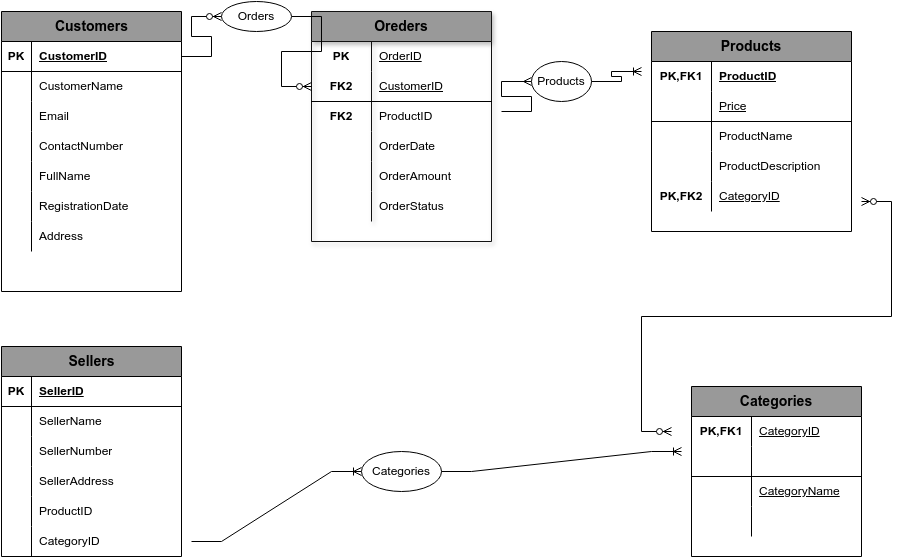 Customers
PK CustomerID
CustomerName
Email
ContactNumber
FullName
RegistrationDate
Address
Orders
Oreders
PK OrderID
FK2 CustomerID
FK2 ProductID
OrderDate
OrderAmount
OrderStatus
Products
Products
PK,FK1 ProductID
Price
ProductName
ProductDescription
PK,FK2 CategoryID
Sellers
PK SellerID
SellerName
SellerNumber
SellerAddress
ProductID
CategoryID
Categories
Categories
PK,FK1 CategoryID
CategoryName